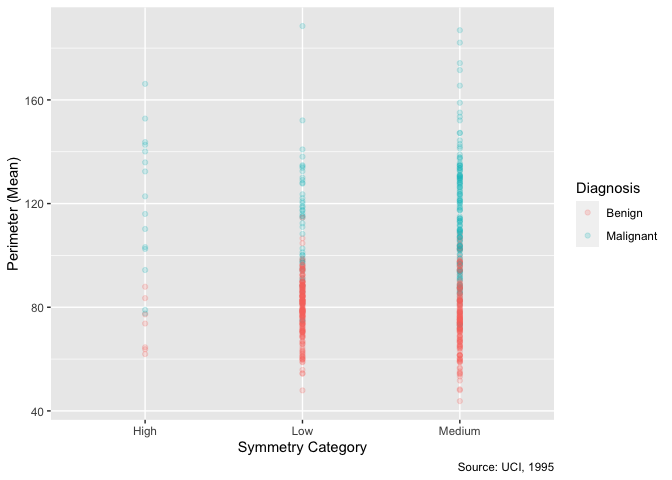 Perimeter (Mean)
160
120
80
40
High
Low
Medium
Symmetry Category
Diagnosis
Benign
Malignant
Source: UCI, 1995